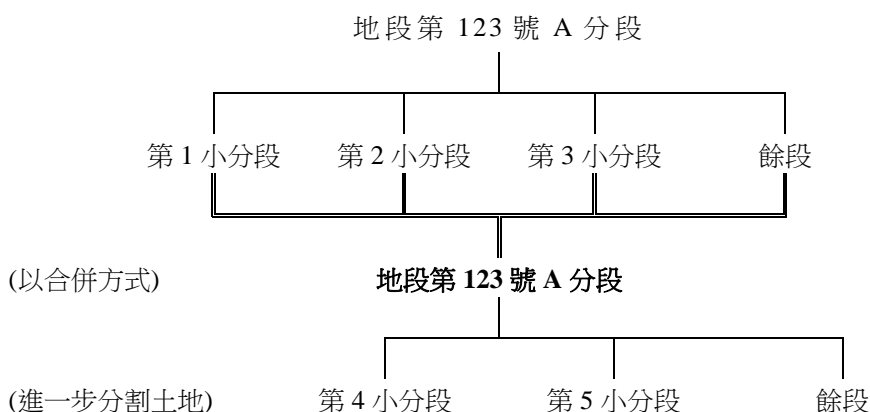 地段第 123 號 A 分段
第 1 小分段 第 2 小分段 第 3 小分段 餘段
(以合併方式) 地段第 123 號 A 分段
(進一步分割土地) 第 4 小分段 第 5 小分段 餘段